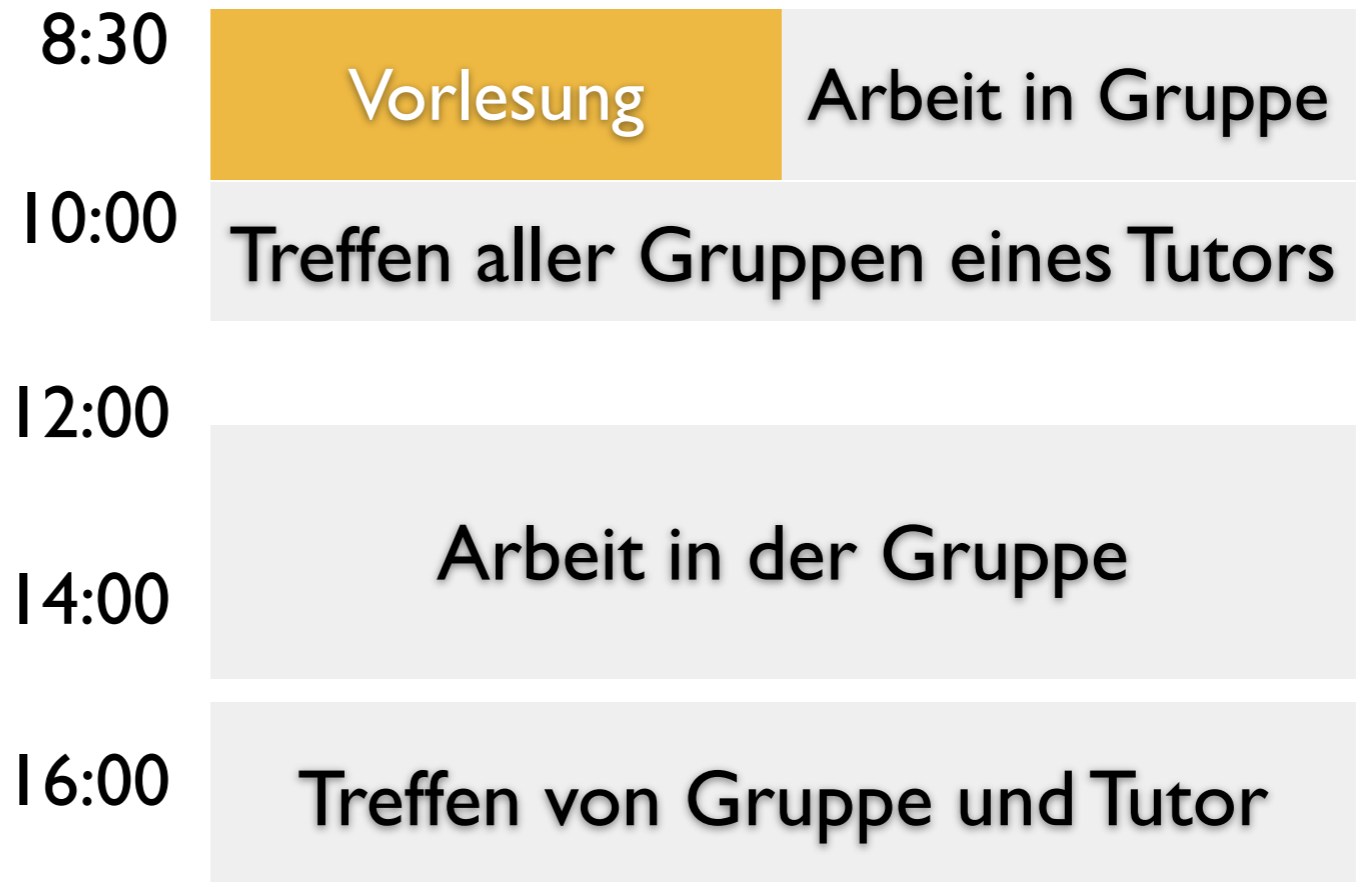 8:30 Vorlesung Arbeit in Gruppe
10:00 Treffen aller Gruppen eines Tutors
12:00
Arbeit in der Gruppe
14:00
16:00 Treffen von Gruppe und Tutor